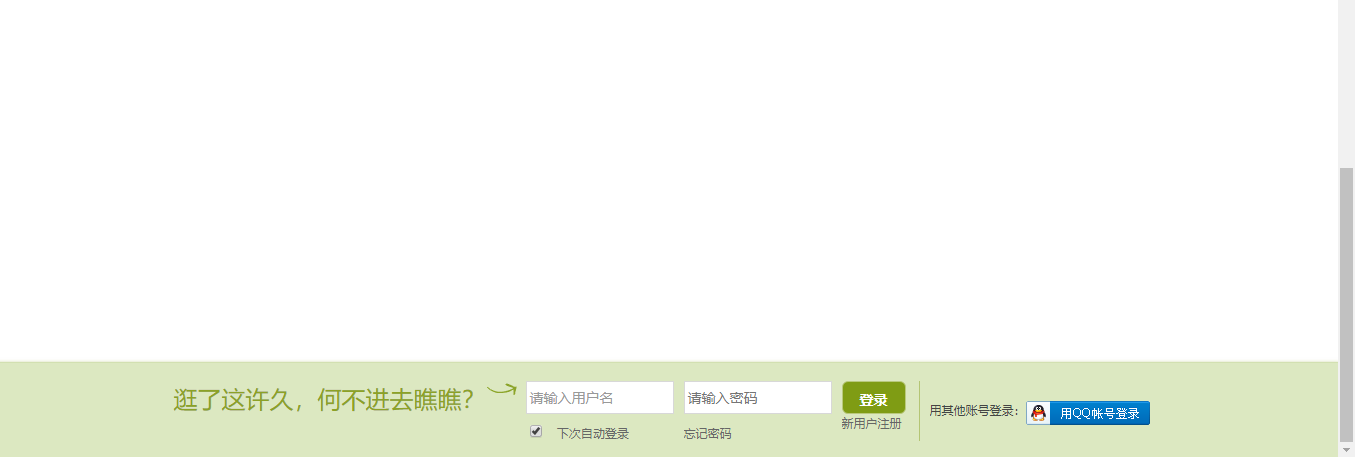 逛了这许久，何不进去瞧瞧？
请输入用户名
请输入密码
登录
新用户注册
下次自动登录
忘记密码
用其他账号登录：
用QQ帐号登录